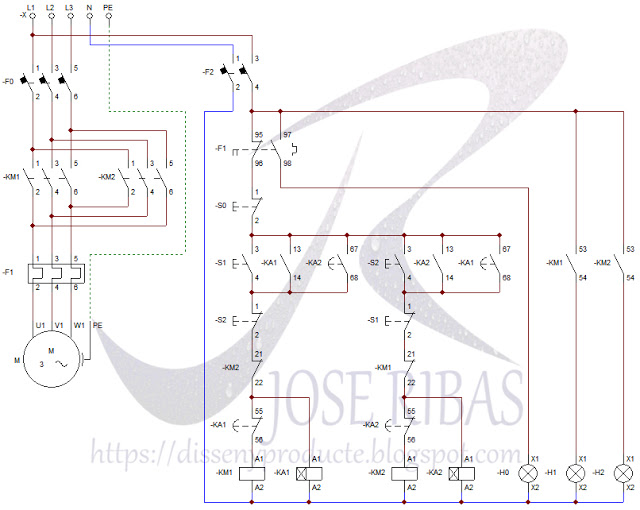 L1 L2 L3 N PE
-X
1 3 5 1 3
-F0 -F2
2 4 6 2 4
95 97
-F1
96 98
1 3 5 1 3 5
-KM1 -KM2
2 4 6 2 4 6
1
-S0
2
1 3 5
-F1
2 4 6
3 13 67 3 13 67 53 53
-S1 -KA1 -KA2 -S2 -KA2 -KA1 -KM1 -KM2
4 14 68 4 14 68 54 54
U1 V1 W1 PE
M
M
3
1 1
-S2 -S1
2 2
21 21
-KM2 -KM1
22 22
JOSE RIBAS
55 55
-KA1 -KA2
56 56
https://dissenyproducte.blogspot.com
A1 A1 A1 A1 X1 X1 X1
-KM1 -KA1 -KM2 -KA2 -H0 -H1 -H2
A2 A2 A2 A2 X2 X2 X2